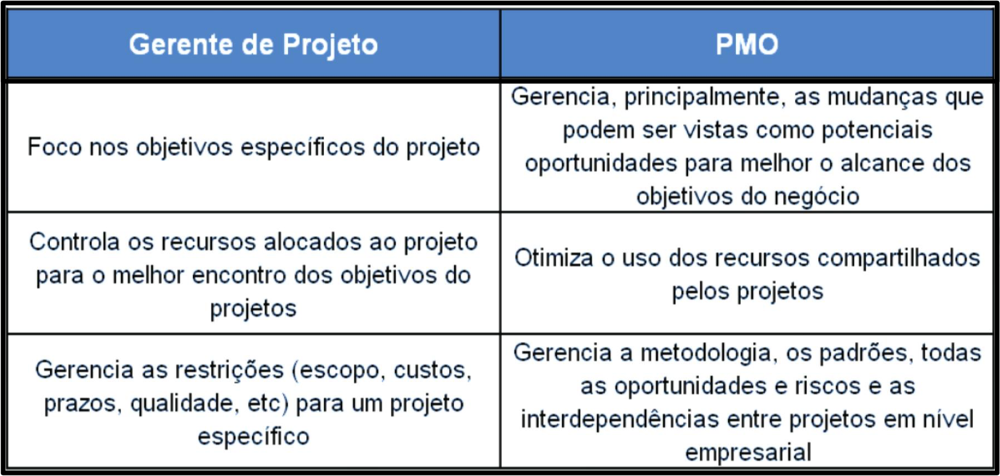 Gerente de Projeto
PMO
Foco nos objetivos específicos do projeto
Gerencia, principalmente, as mudanças que
podem ser vistas como potenciais
oportunidades para melhor o alcance dos
objetivos do negócio
Controla os recursos alocados ao projeto
para o melhor encontro dos objetivos do
projetos
Otimiza o uso dos recursos compartilhados
pelos projetos
Gerencia as restrições (escopo, custos,
prazos, qualidade, etc) para um projeto
específico
Gerencia a metodologia, os padrões, todas
as oportunidades e riscos e as
interdependências entre projetos em nível
empresarial